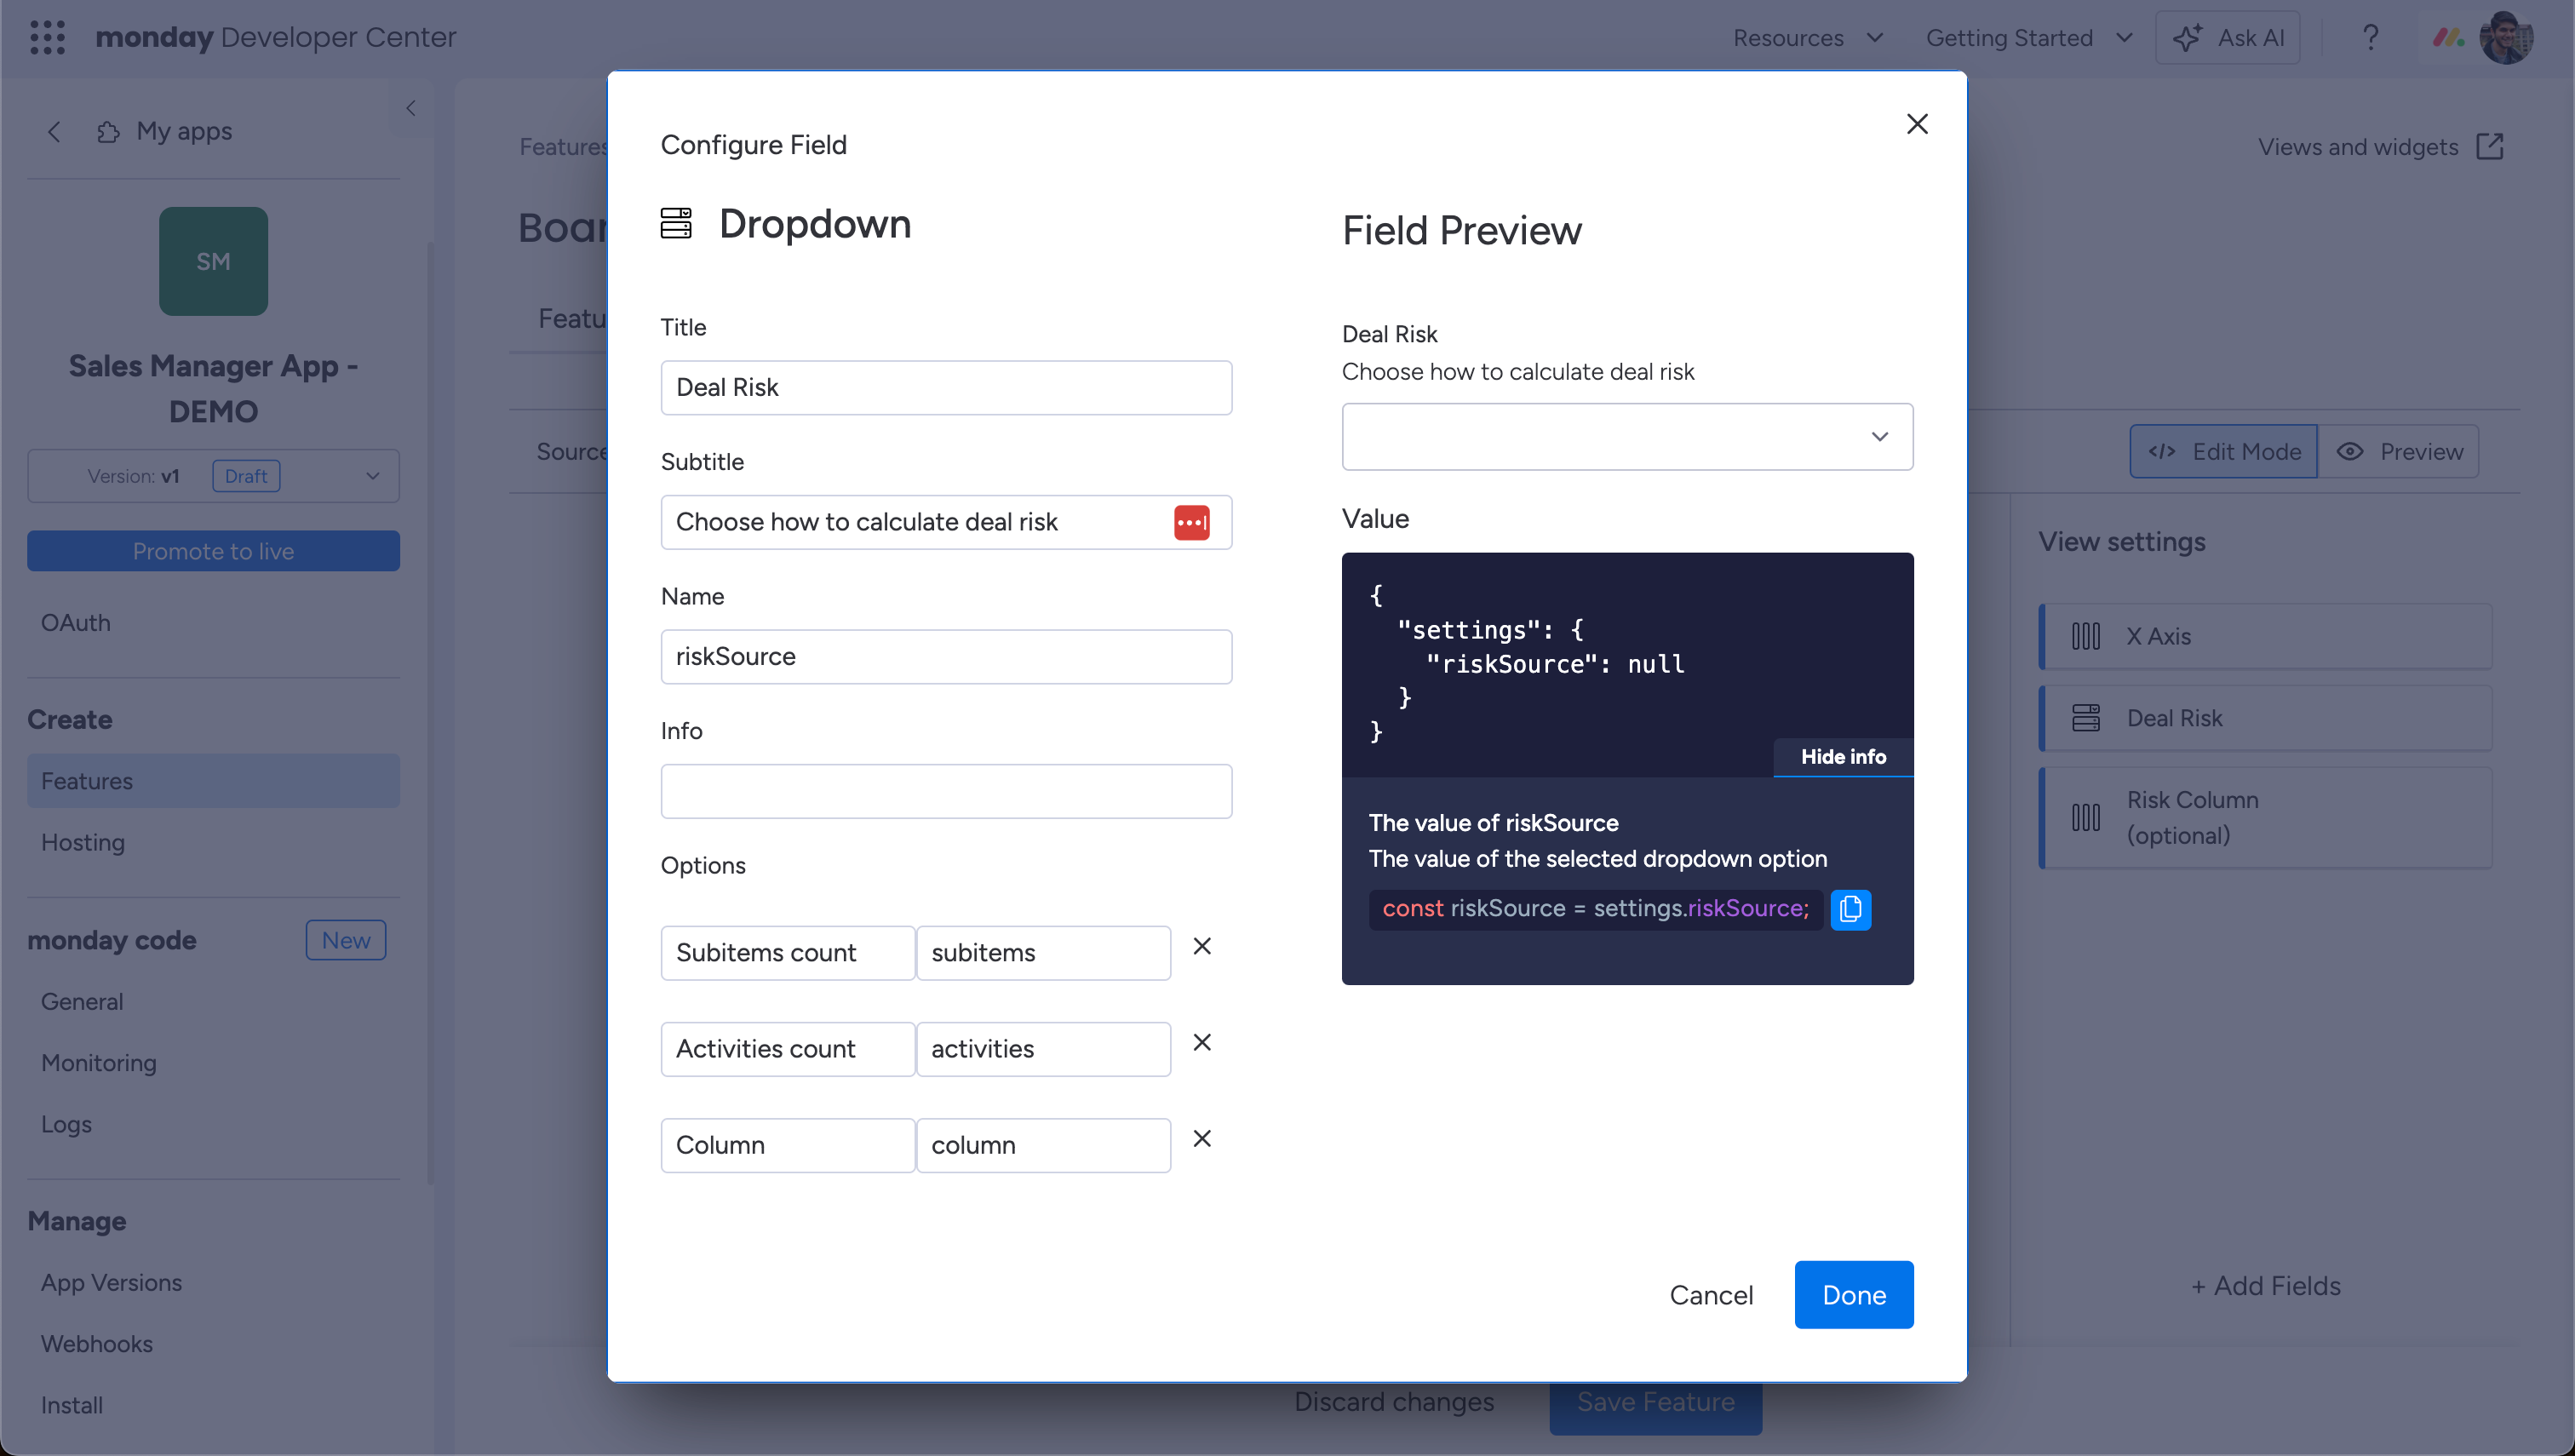 monday Developer Center
Resources
Getting Started
Ask AI
?
My apps
SM
Sales Manager App -
DEMO
Version: v1
Draft
Promote to live
OAuth
Create
Features
Hosting
monday code
New
General
Monitoring
Logs
Manage
App Versions
Webhooks
Install
Features
Views and widgets
Boar
Featu
Source
Edit Mode
Preview
Configure Field
Dropdown
Title
Deal Risk
Subtitle
Choose how to calculate deal risk
Name
riskSource
Info
Options
Subitems count
subitems
Activities count
activities
Column
column
Field Preview
Deal Risk
Choose how to calculate deal risk
Value
{
"settings": {
"riskSource": null
}
}
Hide info
The value of riskSource
The value of the selected dropdown option
const riskSource = settings.riskSource;
Cancel
Done
View settings
X Axis
Deal Risk
Risk Column
(optional)
+ Add Fields
Discard changes
Save Feature